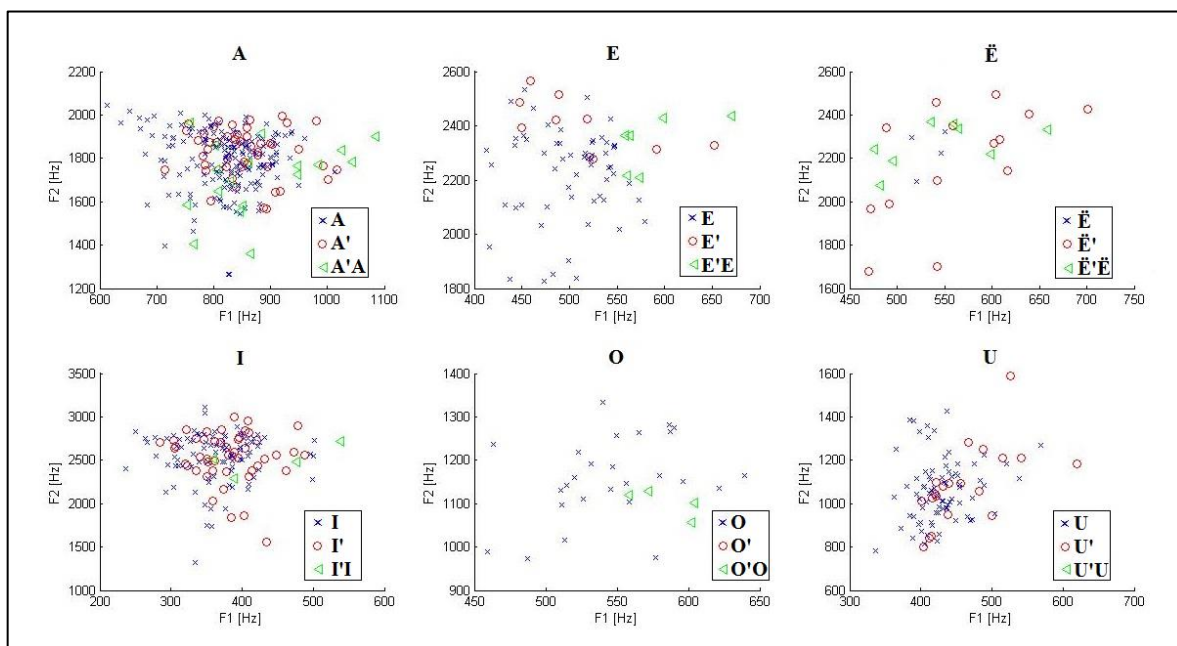 A
E
Ë
F2 [Hz]
2200
2000
1800
1600
1400
1200
600
700
800
900
1000
1100
F1 [Hz]
A
A'
A'A
F2 [Hz]
2600
2400
2200
2000
1800
400
450
500
550
600
650
700
F1 [Hz]
E
E'
E'E
F2 [Hz]
2600
2400
2200
2000
1800
1600
450
500
550
600
650
700
750
F1 [Hz]
Ë
Ë'
Ë'Ë
I
O
U
F2 [Hz]
3500
3000
2500
2000
1500
1000
200
300
400
500
600
F1 [Hz]
I
I'
I'I
F2 [Hz]
1400
1300
1200
1100
1000
900
450
500
550
600
650
F1 [Hz]
O
O'
O'O
F2 [Hz]
1600
1400
1200
1000
800
600
300
400
500
600
700
F1 [Hz]
U
U'
U'U